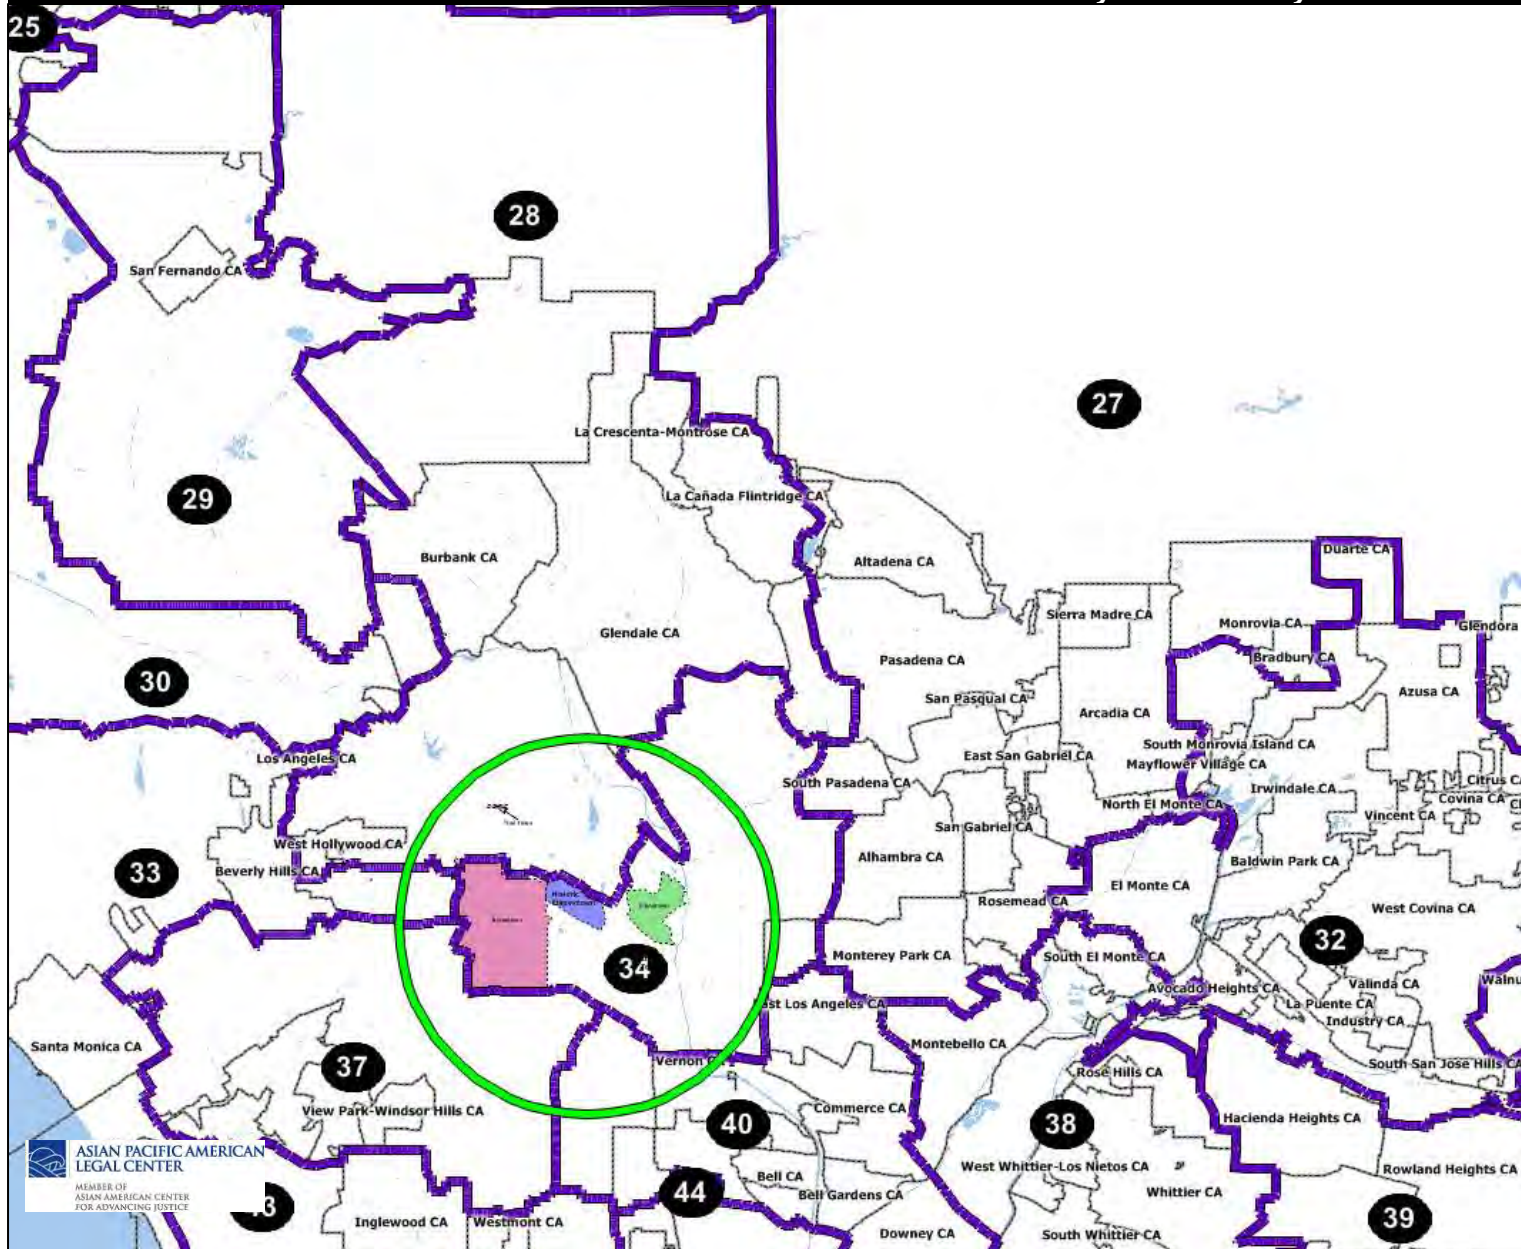 25
28
San Fernando CA
27
La Crescenta-Montrose CA
29
La Cañada Flintridge CA
Burbank CA
Altadena CA
Duarte CA
Sierra Madre CA
Monrovia CA
Glendora
Glendale CA
Pasadena CA
Bradbury CA
30
San Pasqual CA
Azusa CA
Arcadia CA
Los Angeles CA
East San Gabriel CA
South Monrovia Island CA
Mayflower Village CA
South Pasadena CA
Irwindale CA
North El Monte CA
Covina CA
Vincent CA
San Gabriel CA
West Hollywood CA
Beverly Hills CA
33
Alhambra CA
Baldwin Park CA
El Monte CA
Rosemead CA
West Covina CA
32
34
Monterey Park CA
South El Monte CA
Avocado Heights CA
Valinda CA
La Puente CA
Industry CA
East Los Angeles CA
Santa Monica CA
Montebello CA
37
Vernon CA
Rose Hills CA
South San Jose Hills CA
View Park-Windsor Hills CA
Commerce CA
40
38
Hacienda Heights CA
ASIAN PACIFIC AMERICAN
LEGAL CENTER
MEMBER OF
ASIAN AMERICAN CENTER
FOR ADVANCING JUSTICE
Bell CA
West Whittier-Los Nietos CA
Rowland Heights CA
44
Bell Gardens CA
Whittier CA
Inglewood CA
Westmont CA
Downey CA
South Whittier CA
39